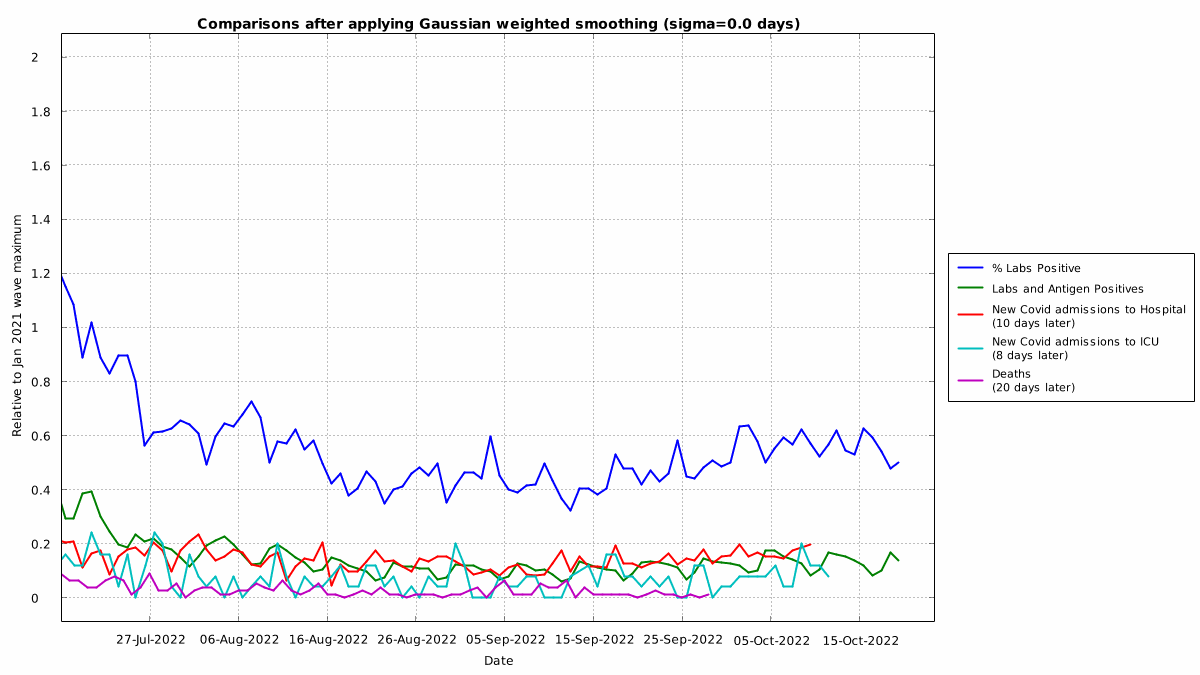 Comparisons after applying Gaussian weighted smoothing (sigma=0.0 days)
Relative to Jan 2021 wave maximum
2
1.8
1.6
1.4
1.2
1
0.8
0.6
0.4
0.2
0
27-Jul-2022 06-Aug-2022 16-Aug-2022 26-Aug-2022 05-Sep-2022 15-Sep-2022 25-Sep-2022 05-Oct-2022 15-Oct-2022
Date
% Labs Positive
Labs and Antigen Positives
New Covid admissions to Hospital
(10 days later)
New Covid admissions to ICU
(8 days later)
Deaths
(20 days later)